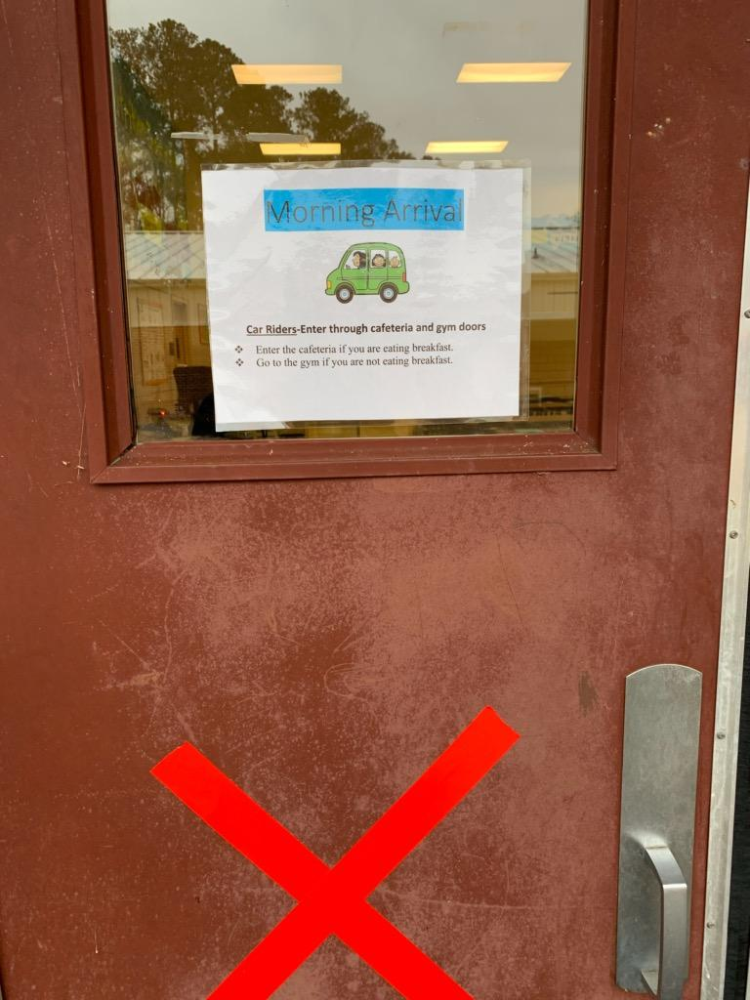 Morning Arrival
Car Riders-Enter through cafeteria and gym doors
❖ Enter the cafeteria if you are eating breakfast.
❖ Go to the gym if you are not eating breakfast.